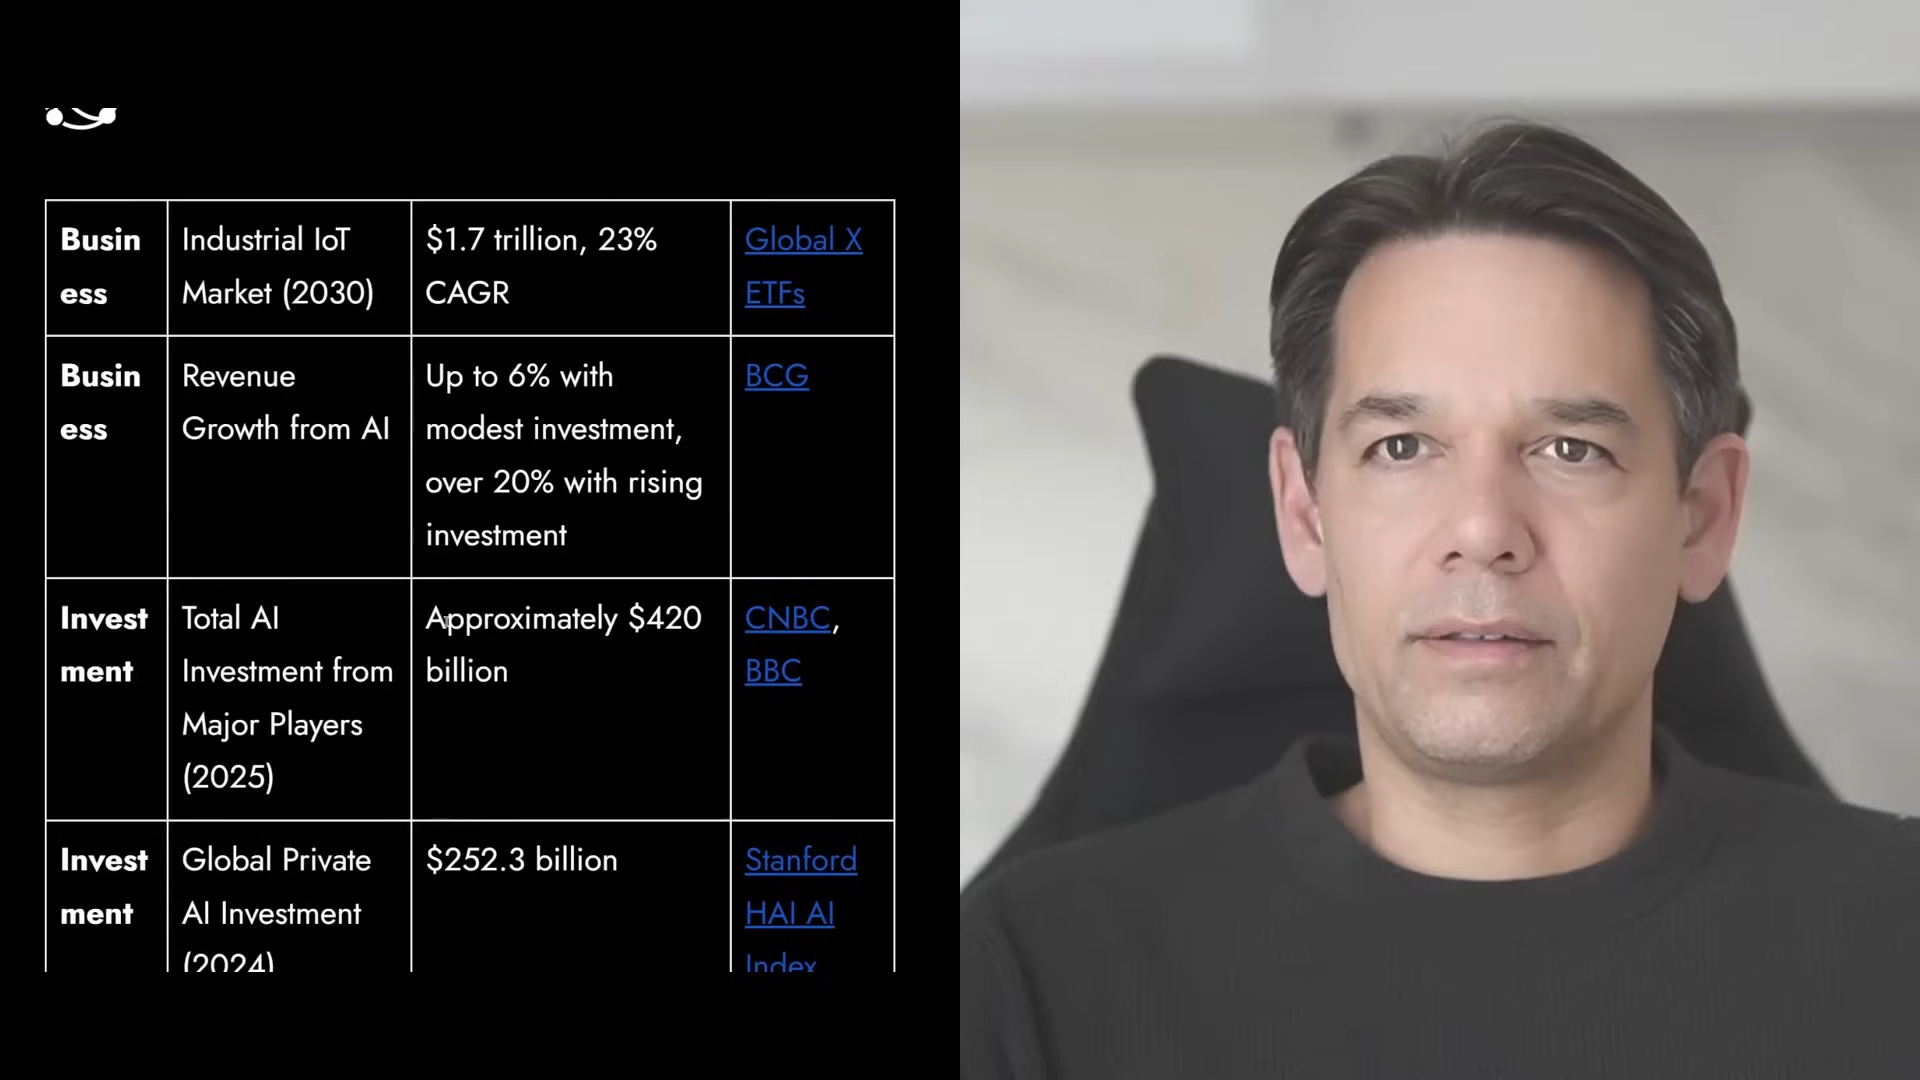 Busin
ess
Industrial IoT
Market (2030)
$1.7 trillion, 23%
CAGR
Global X
ETFs
Busin
ess
Revenue
Growth from AI
Up to 6% with
modest investment,
over 20% with rising
investment
BCG
Invest
ment
Total AI
Investment from
Major Players
(2025)
Approximately $420
billion
CNBC,
BBC
Invest
ment
Global Private
AI Investment
(2024)
$252.3 billion
Stanford
HAI AI
Index